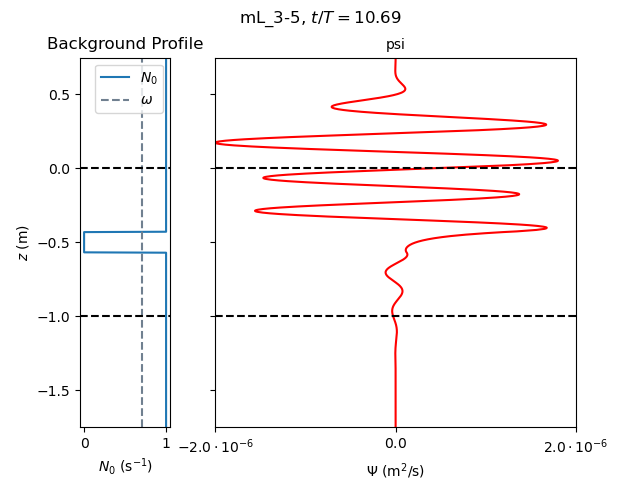 mL_3-5, t/T = 10.69
Background Profile
psi
N₀
ω
0.5
0.0
−0.5
−1.0
−1.5
z (m)
0
1
N₀ (s⁻¹)
−2.0 · 10⁻⁶
0.0
2.0 · 10⁻⁶
Ψ (m²/s)